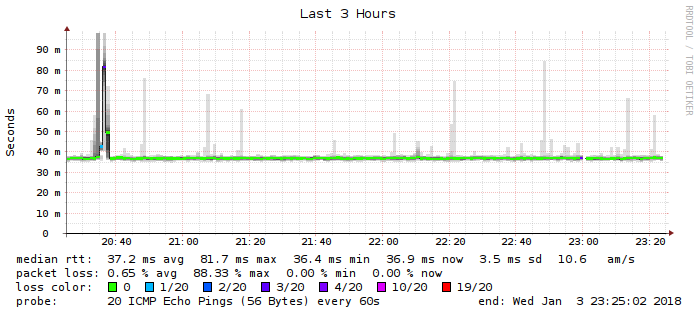 Last 3 Hours
RRDTOOL / TOBI OETIKER
Seconds
90 m
80 m
70 m
60 m
50 m
40 m
30 m
20 m
10 m
0
20:40 21:00 21:20 21:40 22:00 22:20 22:40 23:00 23:20
median rtt: 37.2 ms avg 81.7 ms max 36.4 ms min 36.9 ms now 3.5 ms sd 10.6 am/s
packet loss: 0.65 % avg 88.33 % max 0.00 % min 0.00 % now
loss color: 0 1/20 2/20 3/20 4/20 10/20 19/20
probe: 20 ICMP Echo Pings (56 Bytes) every 60s end: Wed Jan 3 23:25:02 2018